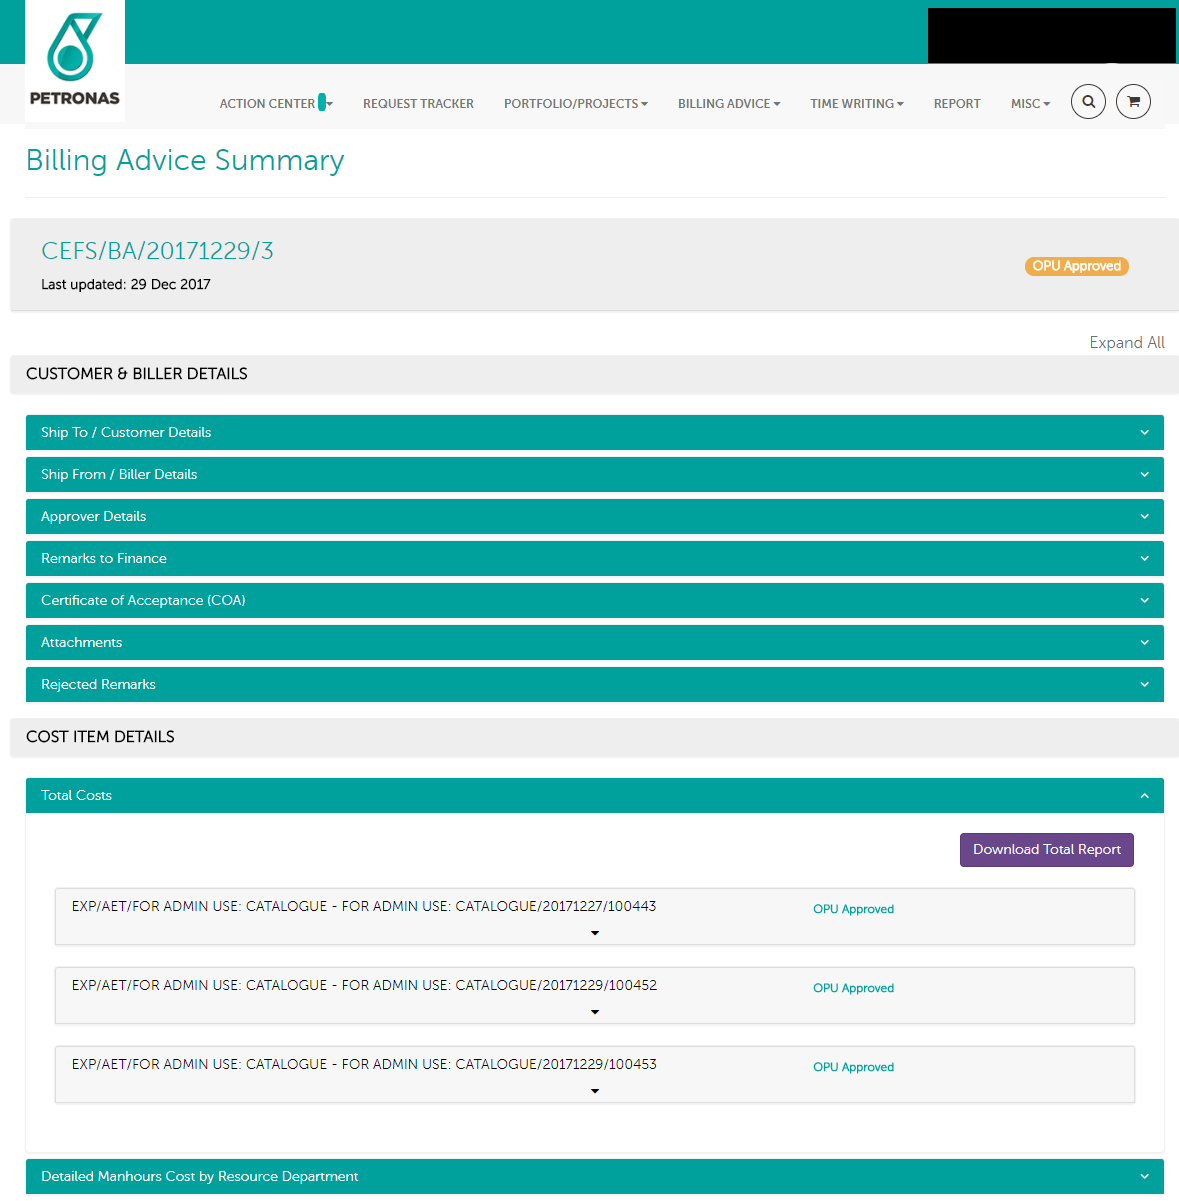 PETRONAS
ACTION CENTER REQUEST TRACKER PORTFOLIO/PROJECTS BILLING ADVICE TIME WRITING REPORT MISC
Billing Advice Summary
CEFS/BA/20171229/3
OPU Approved
Last updated: 29 Dec 2017
Expand All
CUSTOMER & BILLER DETAILS
Ship To / Customer Details
Ship From / Biller Details
Approver Details
Remarks to Finance
Certificate of Acceptance (COA)
Attachments
Rejected Remarks
COST ITEM DETAILS
Total Costs
Download Total Report
EXP/AET/FOR ADMIN USE: CATALOGUE - FOR ADMIN USE: CATALOGUE/20171227/100443 OPU Approved
EXP/AET/FOR ADMIN USE: CATALOGUE - FOR ADMIN USE: CATALOGUE/20171229/100452 OPU Approved
EXP/AET/FOR ADMIN USE: CATALOGUE - FOR ADMIN USE: CATALOGUE/20171229/100453 OPU Approved
Detailed Manhours Cost by Resource Department